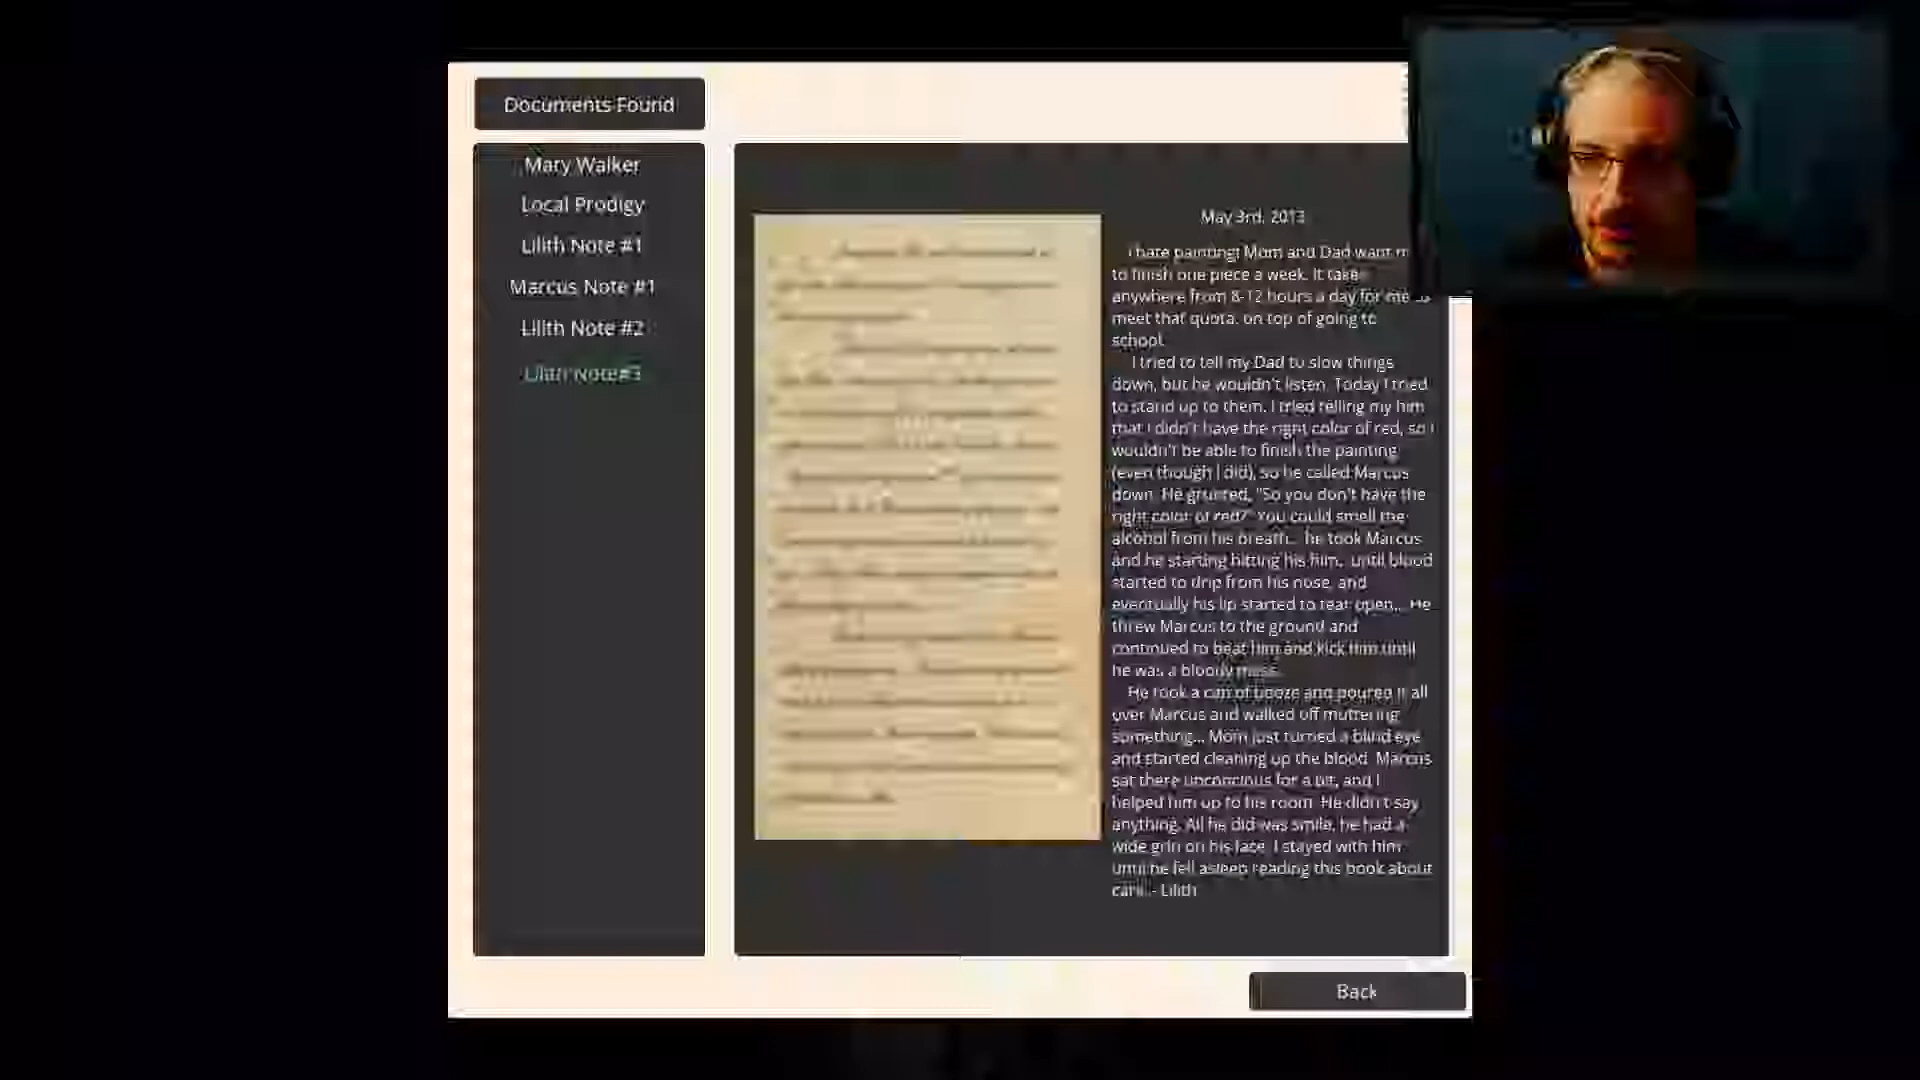 Documents Found
Mary Walker
Local Prodigy
Lilith Note #1
Marcus Note #1
Lilith Note #2
Lilith Note#3
May 3rd, 2013
I hate painting! Mom and Dad want
to finish one piece a week. It take
anywhere from 8-12 hours a day for me
meet that quota, on top of going to
school.
I tried to tell my Dad to slow things
down, but he wouldn't listen. Today I tried
to stand up to them. I tried telling my him
that I didn't have the right color of red, so I
wouldn't be able to finish the painting
(even though I did), so he called Marcus
down. He grunted, "So you don't have the
right color of red?" You could smell the
alcohol from his breath... he took Marcus
and he starting hitting his him.. until blood
started to drip from his nose, and
eventually his lip started to tear open... He
threw Marcus to the ground and
continued to beat him and kick him until
he was a bloody mess.
He took a can of booze and poured it all
over Marcus and walked off muttering
something... Mom just turned a blind eye
and started cleaning up the blood. Marcus
sat there unconcious for a bit, and I
helped him up to his room. He didn't say
anything. All he did was smile, he had a
wide grin on his face. I stayed with him
until he fell asleep reading this book about
cars. - Lilith
Back